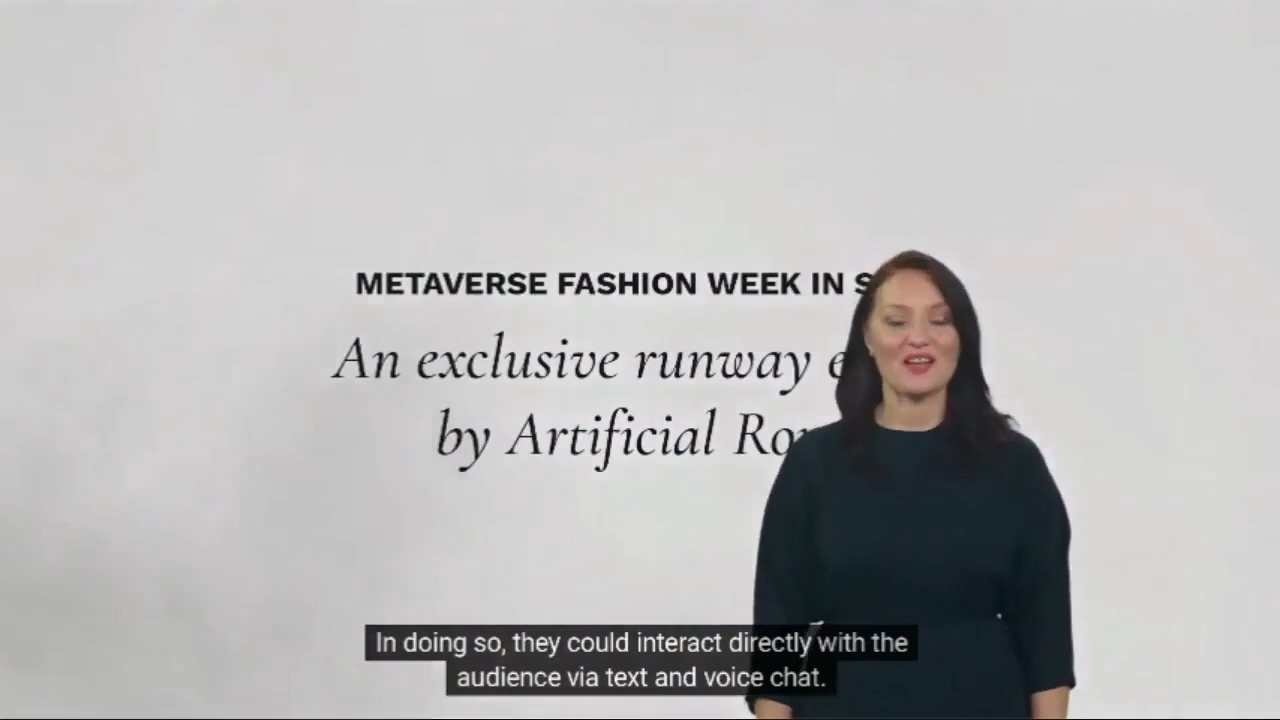 METAVERSE FASHION WEEK IN
An exclusive runway
by Artificial
In doing so, they could interact directly with the
audience via text and voice chat.